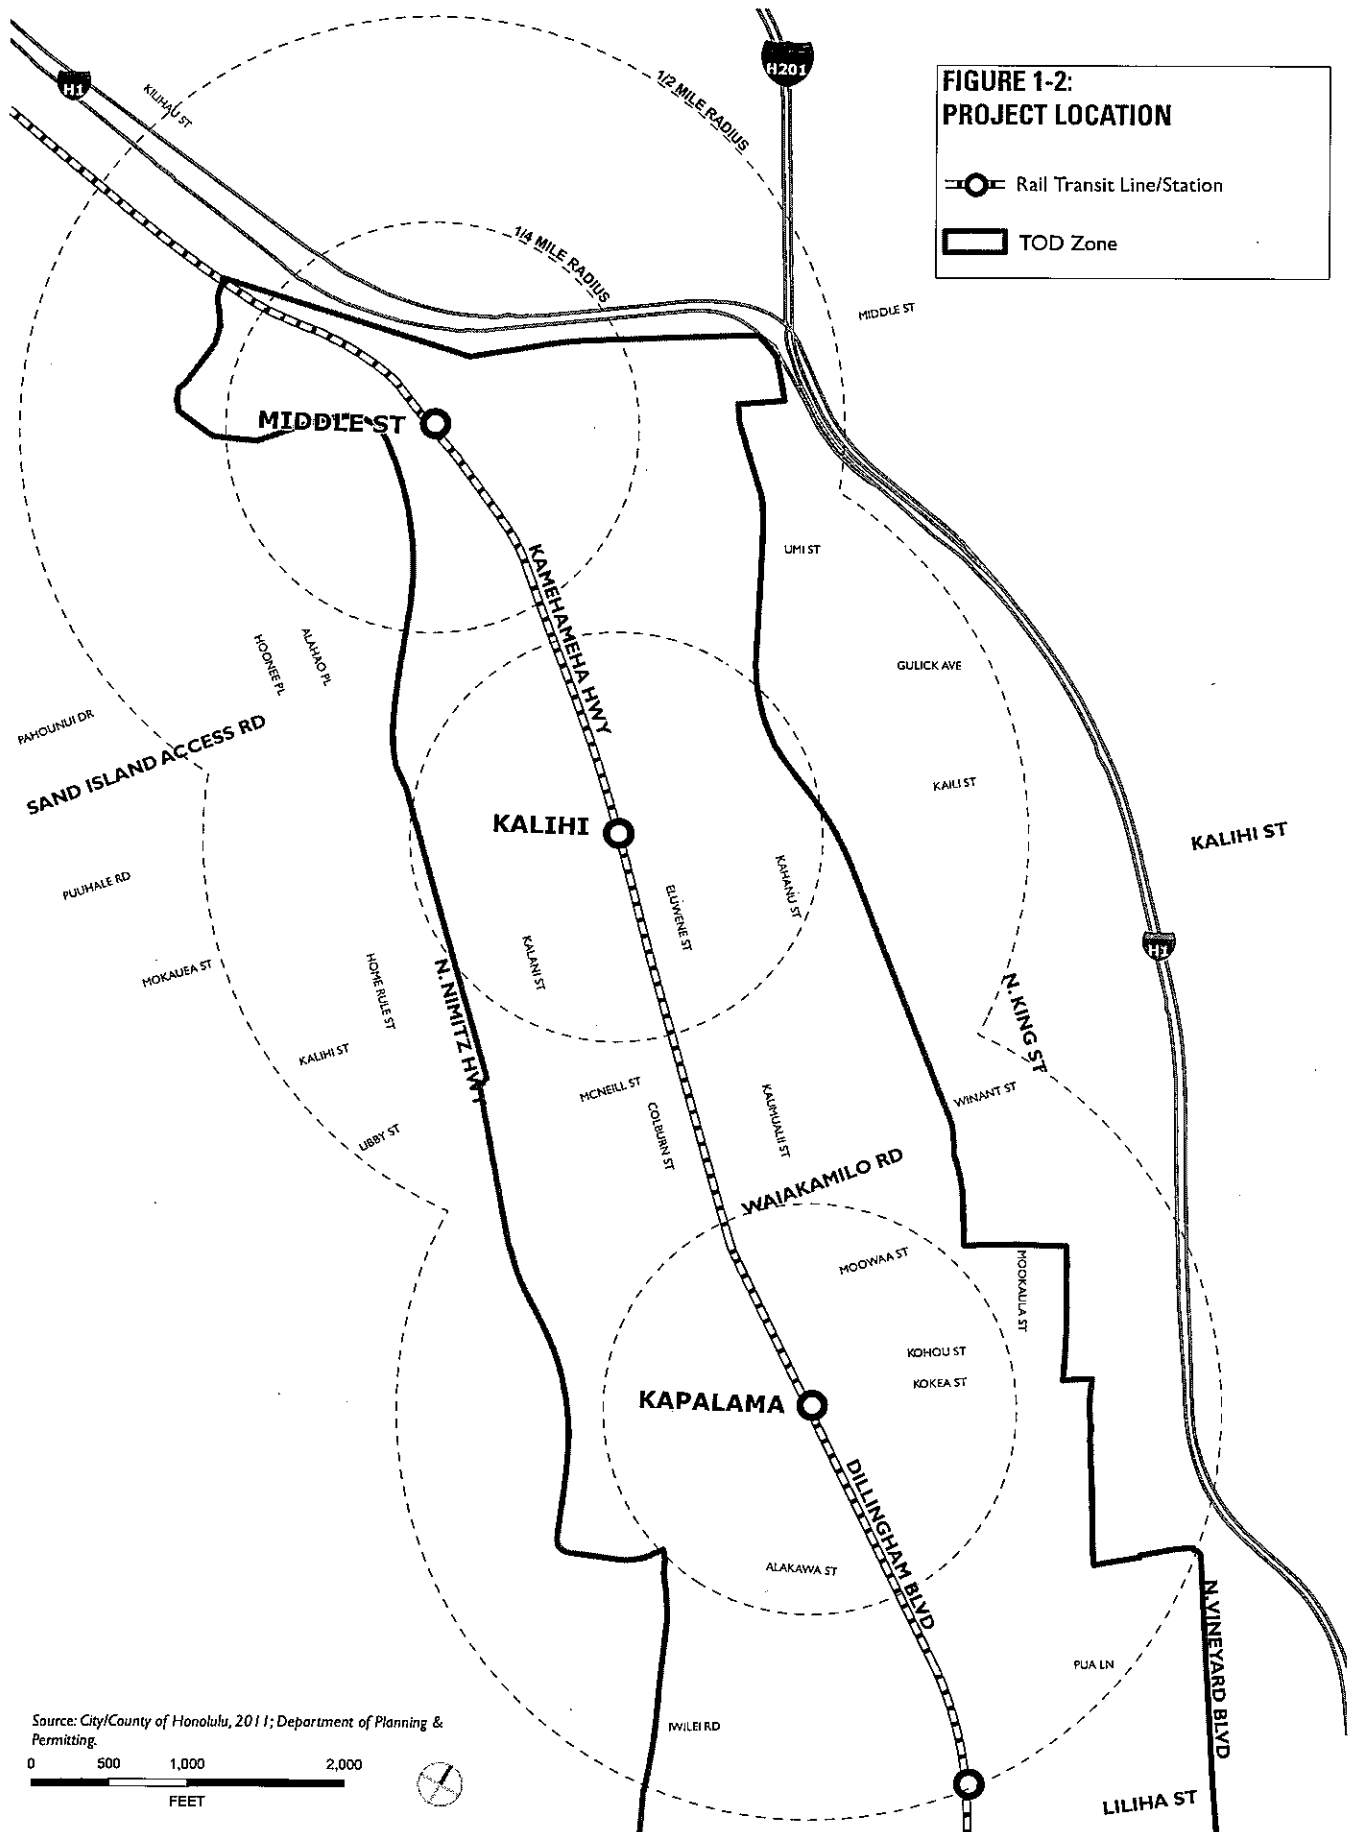 FIGURE 1-2:
PROJECT LOCATION
Rail Transit Line/Station
TOD Zone
H1
KILIHAU ST
1/2 MILE RADIUS
H201
1/4 MILE RADIUS
MIDDLE ST
MIDDLE ST
UMI ST
KAMEHAMEHA HWY
HOONEE PL
ALAHAO PL
GULICK AVE
PAHOUNUI DR
SAND ISLAND ACCESS RD
KAILI ST
KALIHI
KALIHI ST
PUUHALE RD
ELUWENE ST
KAHANU ST
H1
MOKAUEA ST
HOME RULE ST
N. NIMITZ HWY
KALANI ST
N. KING ST
KALIHI ST
MCNEILL ST
COLBURN ST
KAUMUALII ST
WINANT ST
LIBBY ST
WAIAKAMILO RD
MOOWAA ST
MOOKAULA ST
KOHOU ST
KOKEA ST
KAPALAMA
DILLINGHAM BLVD
ALAKAWA ST
PUA LN
N. VINEYARD BLVD
IWILEI RD
LILIHA ST
Source: City/County of Honolulu, 2011; Department of Planning &
Permitting.
0 500 1,000 2,000
FEET